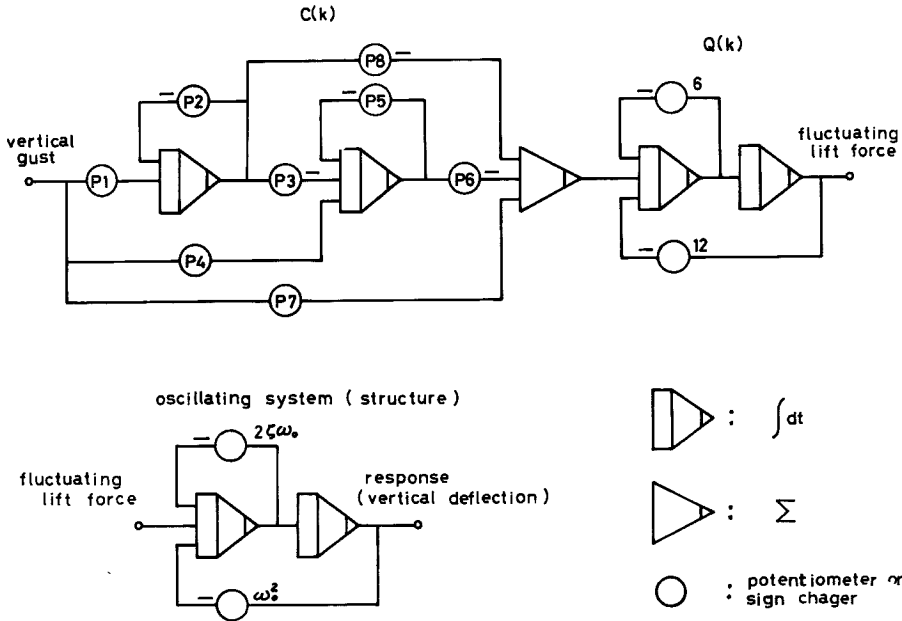 C(k)
Q(k)
P8 –
– P2
– P5
– 6
vertical
gust
fluctuating
lift force
P1
P3 –
P6 –
P4
– 12
P7
oscillating system ( structure )
– 2ζω₀
fluctuating
lift force
response
(vertical deflection)
– ω₀²
: ∫dt
: Σ
: potentiometer or
sign chager